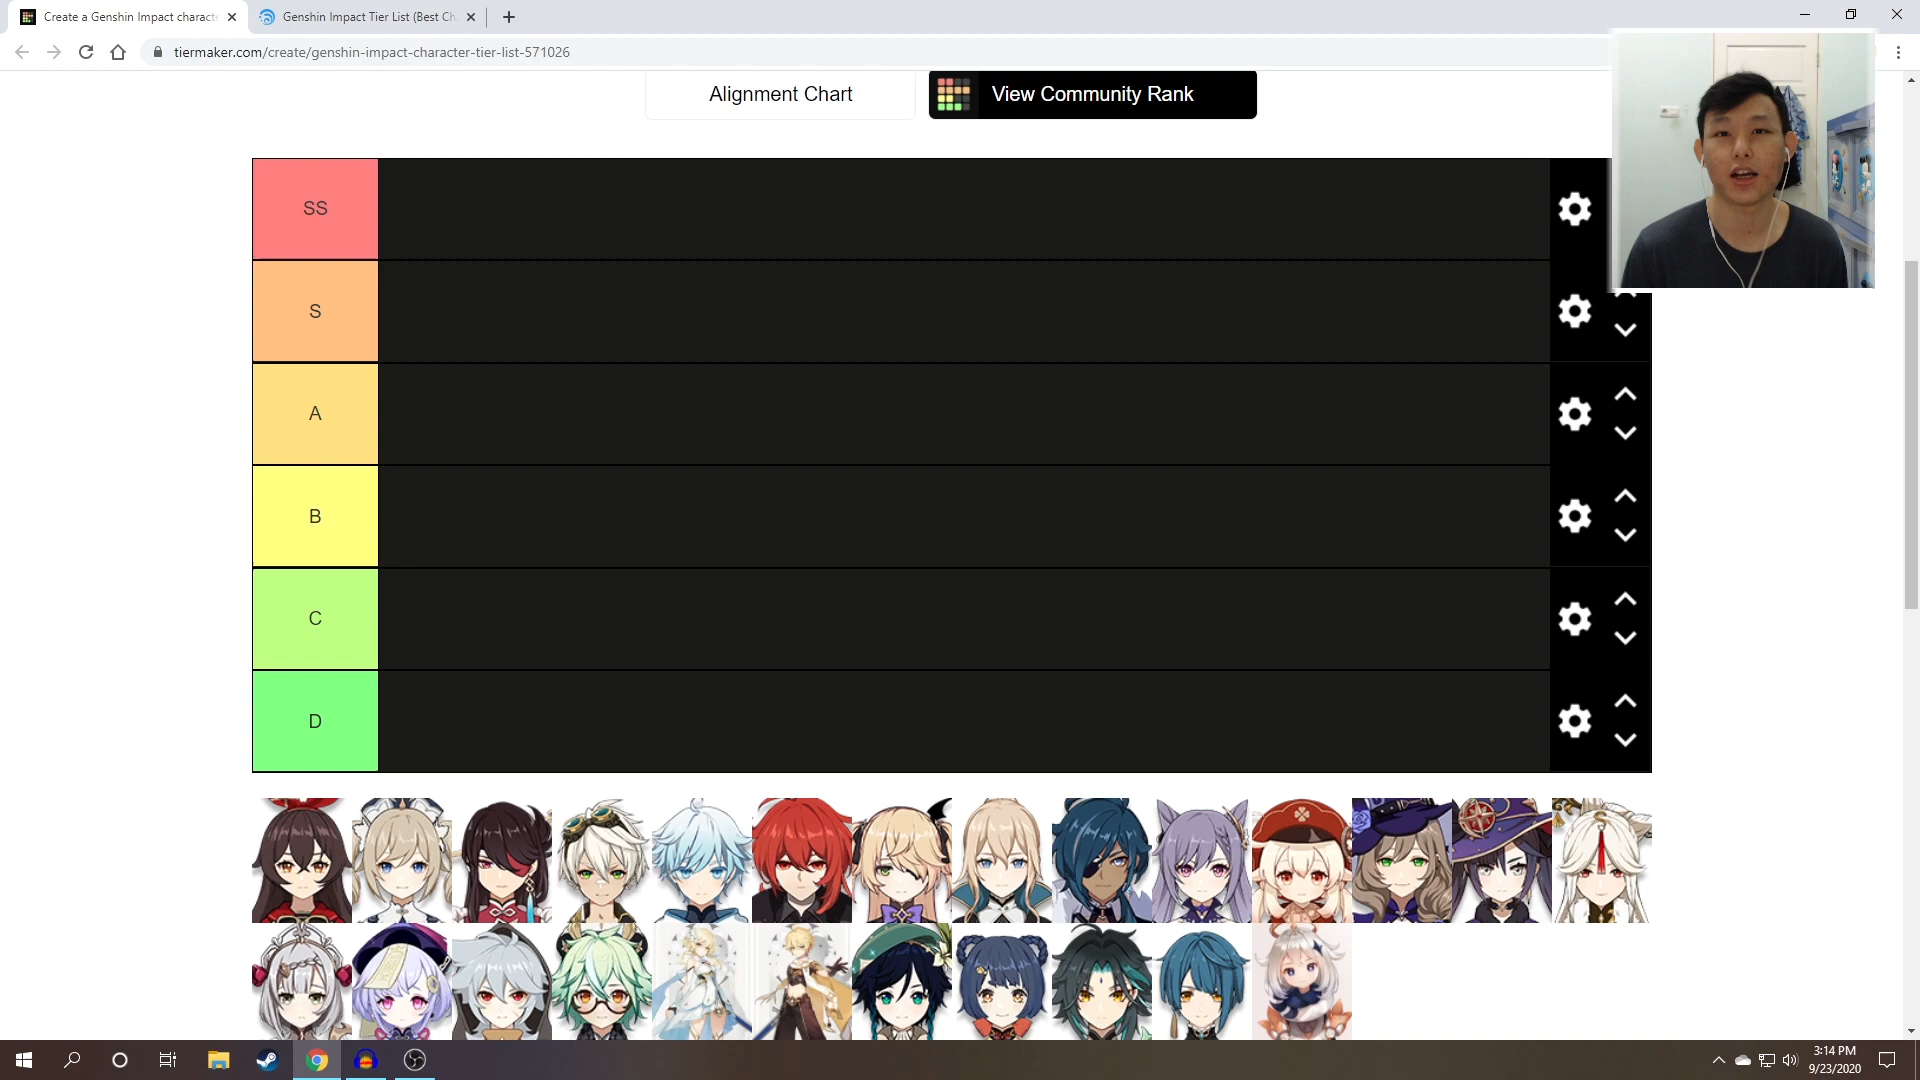 Create a Genshin Impact characte
Genshin Impact Tier List (Best Ch
tiermaker.com/create/genshin-impact-character-tier-list-571026
Alignment Chart
View Community Rank
SS
S
A
B
C
D
3:14 PM
9/23/2020